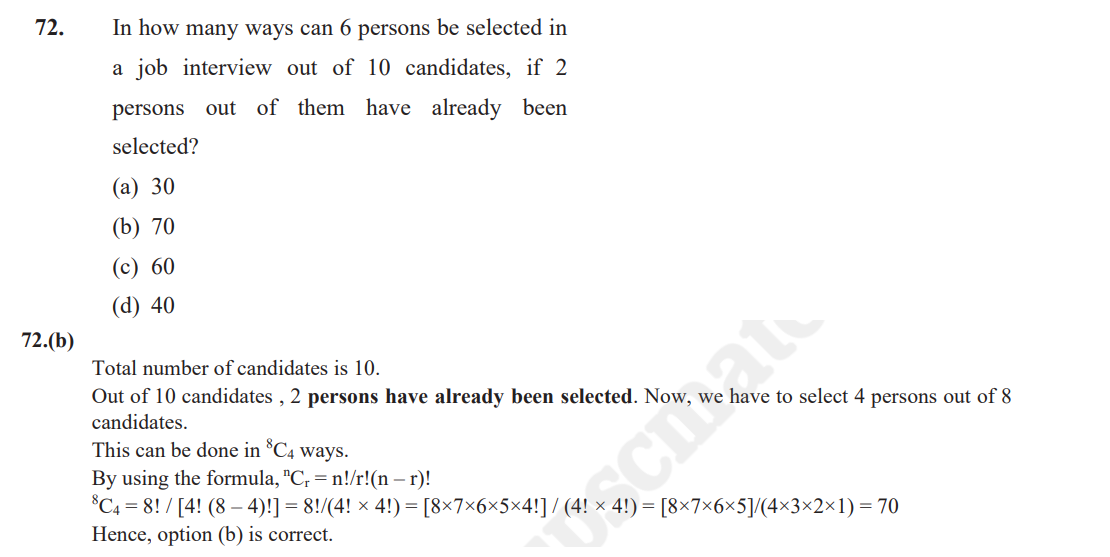 72. In how many ways can 6 persons be selected in
a job interview out of 10 candidates, if 2
persons out of them have already been
selected?
(a) 30
(b) 70
(c) 60
(d) 40
72.(b)
Total number of candidates is 10.
Out of 10 candidates , 2 persons have already been selected. Now, we have to select 4 persons out of 8
candidates.
This can be done in ⁸C₄ ways.
By using the formula, ⁿCᵣ = n!/r!(n – r)!
⁸C₄ = 8! / [4! (8 – 4)!] = 8!/(4! × 4!) = [8×7×6×5×4!] / (4! × 4!) = [8×7×6×5]/(4×3×2×1) = 70
Hence, option (b) is correct.